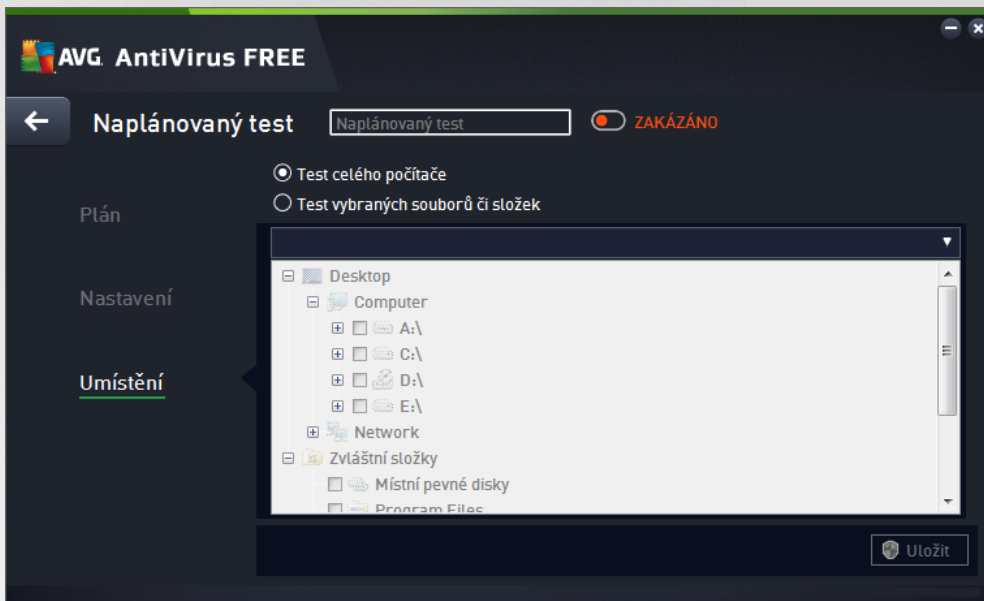 AVG AntiVirus FREE
Naplánovaný test
Naplánovaný test
ZAKÁZÁNO
Plán
Nastavení
Umístění
Test celého počítače
Test vybraných souborů či složek
Desktop
Computer
A:\
C:\
D:\
E:\
Network
Zvláštní složky
Místní pevné disky
Program Files
Uložit